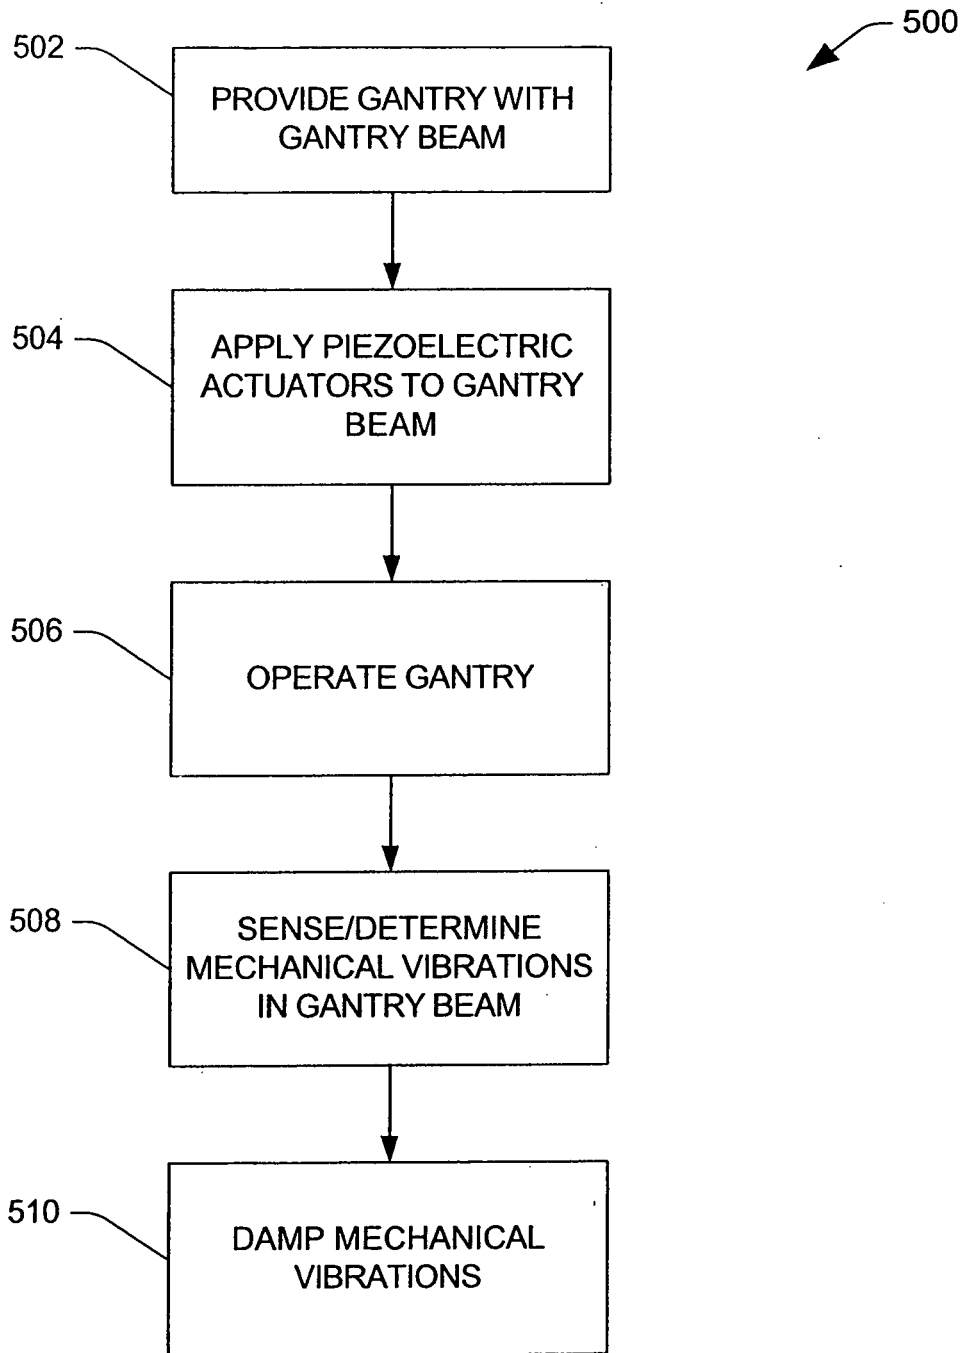 500
502
PROVIDE GANTRY WITH
GANTRY BEAM
504
APPLY PIEZOELECTRIC
ACTUATORS TO GANTRY
BEAM
506
OPERATE GANTRY
508
SENSE/DETERMINE
MECHANICAL VIBRATIONS
IN GANTRY BEAM
510
DAMP MECHANICAL
VIBRATIONS